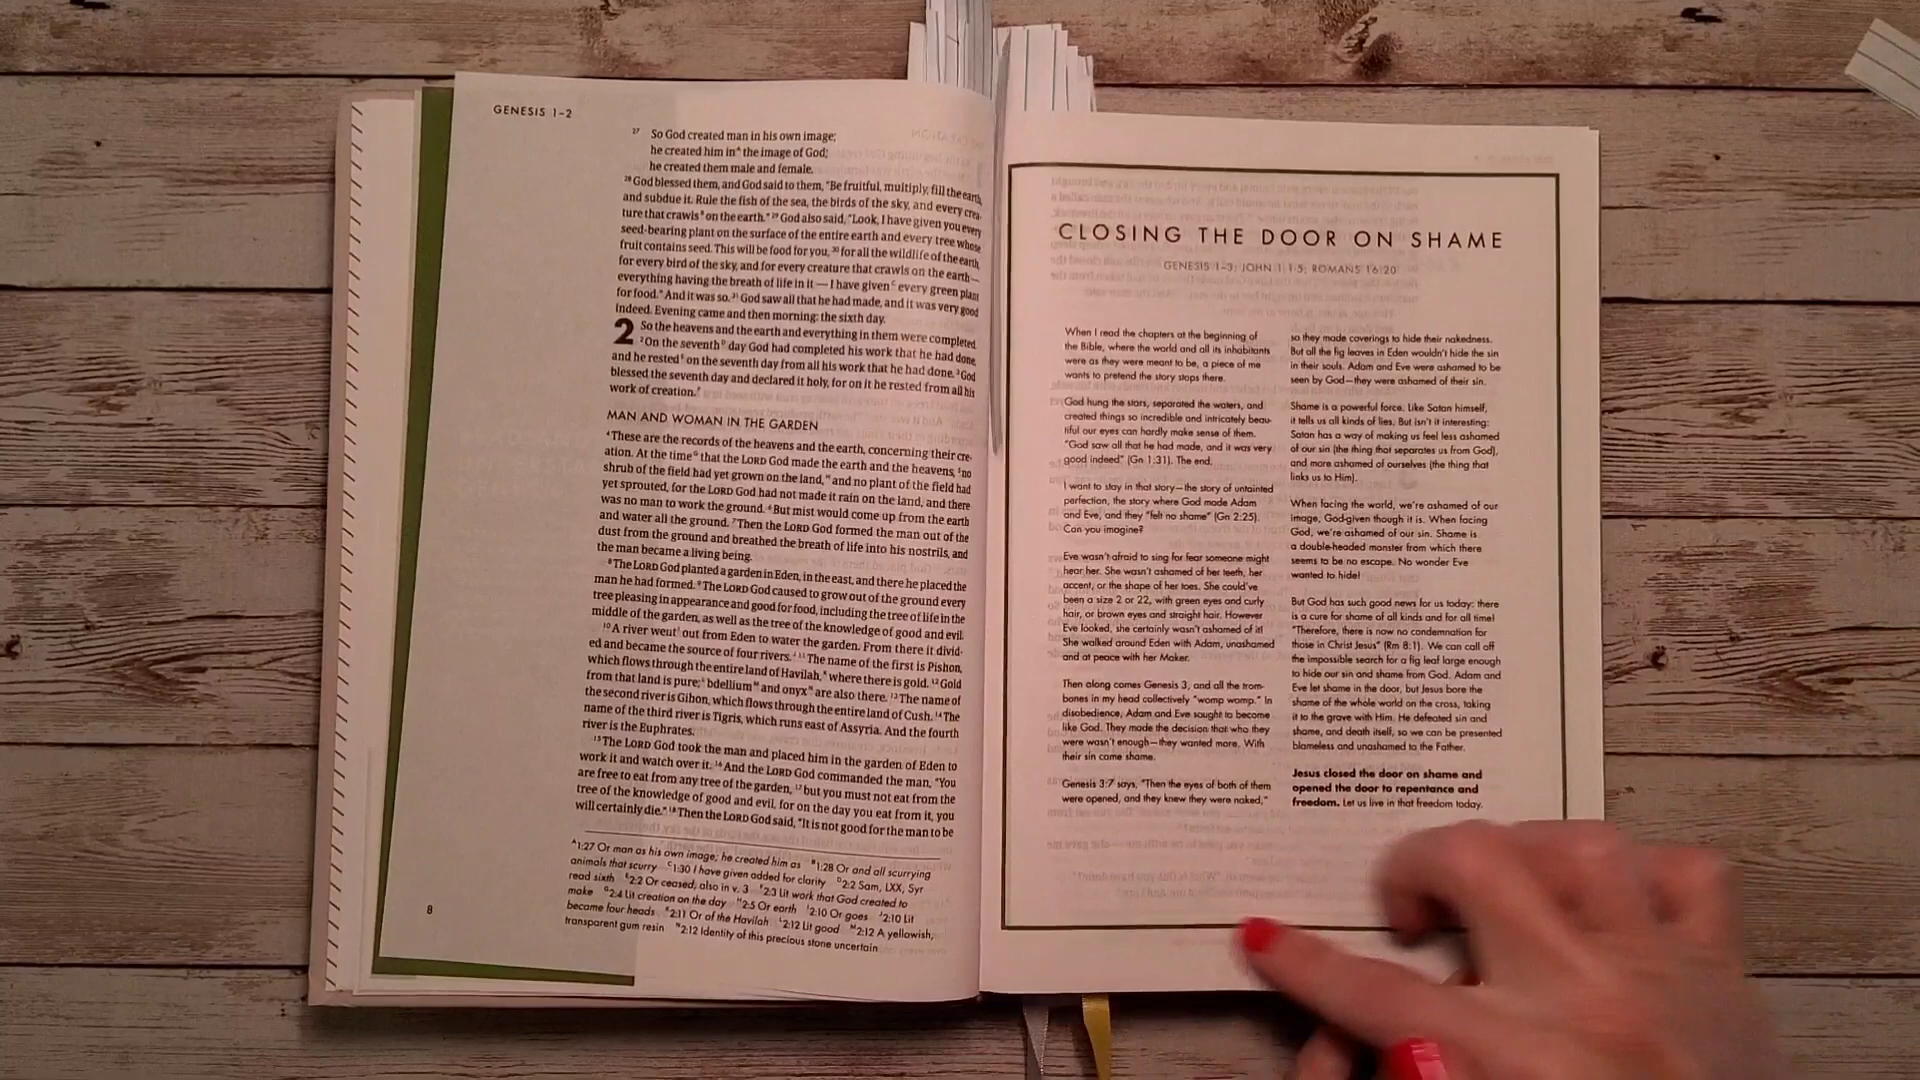 GENESIS 1–2
27 So God created man in his own image;
he created him in A the image of God;
he created them male and female.
28 God blessed them, and God said to them, "Be fruitful, multiply, fill the earth,
and subdue it. Rule the fish of the sea, the birds of the sky, and every crea-
ture that crawls B on the earth." 29 God also said, "Look, I have given you every
seed-bearing plant on the surface of the entire earth and every tree whose
fruit contains seed. This will be food for you, 30 for all the wildlife of the earth,
for every bird of the sky, and for every creature that crawls on the earth—
everything having the breath of life in it — I have given C every green plant
for food." And it was so. 31 God saw all that he had made, and it was very good
indeed. Evening came and then morning: the sixth day.
2 So the heavens and the earth and everything in them were completed.
2 On the seventh D day God had completed his work that he had done,
and he rested E on the seventh day from all his work that he had done. 3 God
blessed the seventh day and declared it holy, for on it he rested from all his
work of creation. F
MAN AND WOMAN IN THE GARDEN
4 These are the records of the heavens and the earth, concerning their cre-
ation. At the time G that the LORD God made the earth and the heavens, 5 no
shrub of the field had yet grown on the land, H and no plant of the field had
yet sprouted, for the LORD God had not made it rain on the land, and there
was no man to work the ground. 6 But mist would come up from the earth
and water all the ground. 7 Then the LORD God formed the man out of the
dust from the ground and breathed the breath of life into his nostrils, and
the man became a living being.
8 The LORD God planted a garden in Eden, in the east, and there he placed the
man he had formed. 9 The LORD God caused to grow out of the ground every
tree pleasing in appearance and good for food, including the tree of life in the
middle of the garden, as well as the tree of the knowledge of good and evil.
10 A river went I out from Eden to water the garden. From there it divid-
ed and became the source of four rivers. J 11 The name of the first is Pishon,
which flows through the entire land of Havilah, K where there is gold. 12 Gold
from that land is pure; L bdellium M and onyx N are also there. 13 The name of
the second river is Gihon, which flows through the entire land of Cush. 14 The
name of the third river is Tigris, which runs east of Assyria. And the fourth
river is the Euphrates.
15 The LORD God took the man and placed him in the garden of Eden to
work it and watch over it. 16 And the LORD God commanded the man, "You
are free to eat from any tree of the garden, 17 but you must not eat from the
tree of the knowledge of good and evil, for on the day you eat from it, you
will certainly die." 18 Then the LORD God said, "It is not good for the man to be
A 1:27 Or man as his own image; he created him as B 1:28 Or and all scurrying
animals that scurry C 1:30 I have given added for clarity D 2:2 Sam, LXX, Syr
read sixth E 2:2 Or ceased, also in v. 3 F 2:3 Lit work that God created to
make G 2:4 Lit creation on the day H 2:5 Or earth I 2:10 Or goes J 2:10 Lit
became four heads K 2:11 Or of the Havilah L 2:12 Lit good M 2:12 A yellowish,
transparent gum resin N 2:12 Identity of this precious stone uncertain
8
CLOSING THE DOOR ON SHAME
GENESIS 1–3; JOHN 1:1-5; ROMANS 16:20
When I read the chapters at the beginning of
the Bible, where the world and all its inhabitants
were as they were meant to be, a piece of me
wants to pretend the story stops there.
God hung the stars, separated the waters, and
created things so incredible and intricately beau-
tiful our eyes can hardly make sense of them.
"God saw all that he had made, and it was very
good indeed" (Gn 1:31). The end.
I want to stay in that story—the story of untainted
perfection, the story where God made Adam
and Eve, and they "felt no shame" (Gn 2:25).
Can you imagine?
Eve wasn't afraid to sing for fear someone might
hear her. She wasn't ashamed of her teeth, her
accent, or the shape of her toes. She could've
been a size 2 or 22, with green eyes and curly
hair, or brown eyes and straight hair. However
Eve looked, she certainly wasn't ashamed of it!
She walked around Eden with Adam, unashamed
and at peace with her Maker.
Then along comes Genesis 3, and all the trom-
bones in my head collectively "womp womp." In
disobedience, Adam and Eve sought to become
like God. They made the decision that who they
were wasn't enough—they wanted more. With
their sin came shame.
Genesis 3:7 says, "Then the eyes of both of them
were opened, and they knew they were naked,"
so they made coverings to hide their nakedness.
But all the fig leaves in Eden wouldn't hide the sin
in their souls. Adam and Eve were ashamed to be
seen by God—they were ashamed of their sin.
Shame is a powerful force. Like Satan himself,
it tells us all kinds of lies. But isn't it interesting:
Satan has a way of making us feel less ashamed
of our sin (the thing that separates us from God),
and more ashamed of ourselves (the thing that
links us to Him).
When facing the world, we're ashamed of our
image, God-given though it is. When facing
God, we're ashamed of our sin. Shame is
a double-headed monster from which there
seems to be no escape. No wonder Eve
wanted to hide!
But God has such good news for us today: there
is a cure for shame of all kinds and for all time!
"Therefore, there is now no condemnation for
those in Christ Jesus" (Rm 8:1). We can call off
the impossible search for a fig leaf large enough
to hide our sin and shame from God. Adam and
Eve let shame in the door, but Jesus bore the
shame of the whole world on the cross, taking
it to the grave with Him. He defeated sin and
shame, and death itself, so we can be presented
blameless and unashamed to the Father.
Jesus closed the door on shame and
opened the door to repentance and
freedom. Let us live in that freedom today.